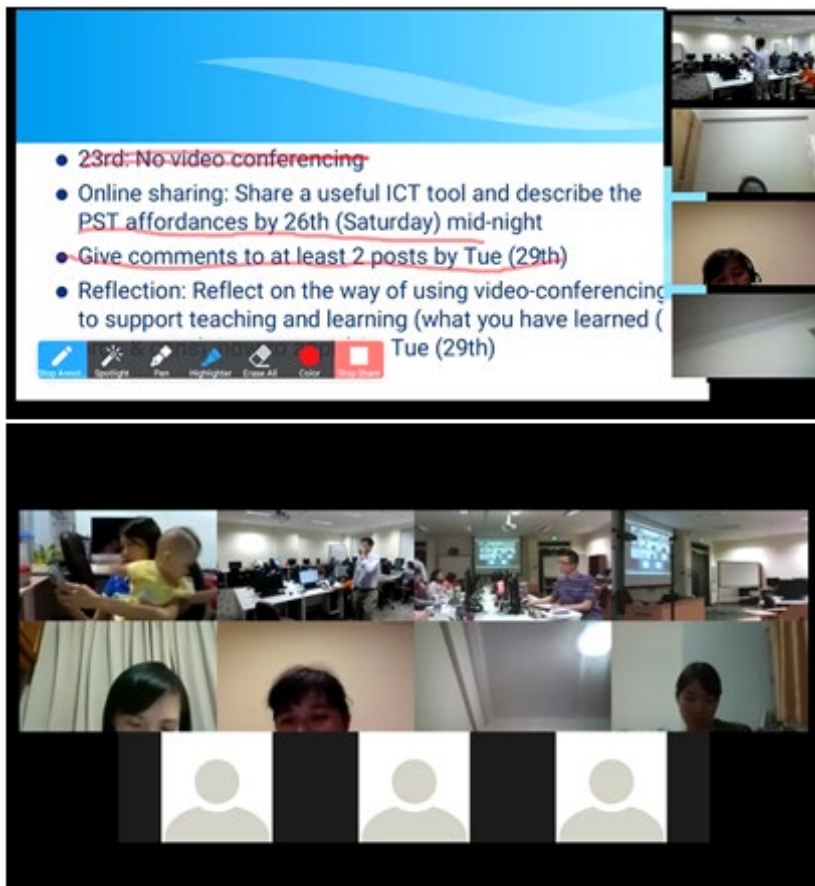 23rd: No video conferencing
Online sharing: Share a useful ICT tool and describe the
PST affordances by 26th (Saturday) mid-night
Give comments to at least 2 posts by Tue (29th)
Reflection: Reflect on the way of using video-conferencing
to support teaching and learning (what you have learned (
Tue (29th)
Stop Annot...
Spotlight
Pen
Highlighter
Erase All
Color
Stop Share